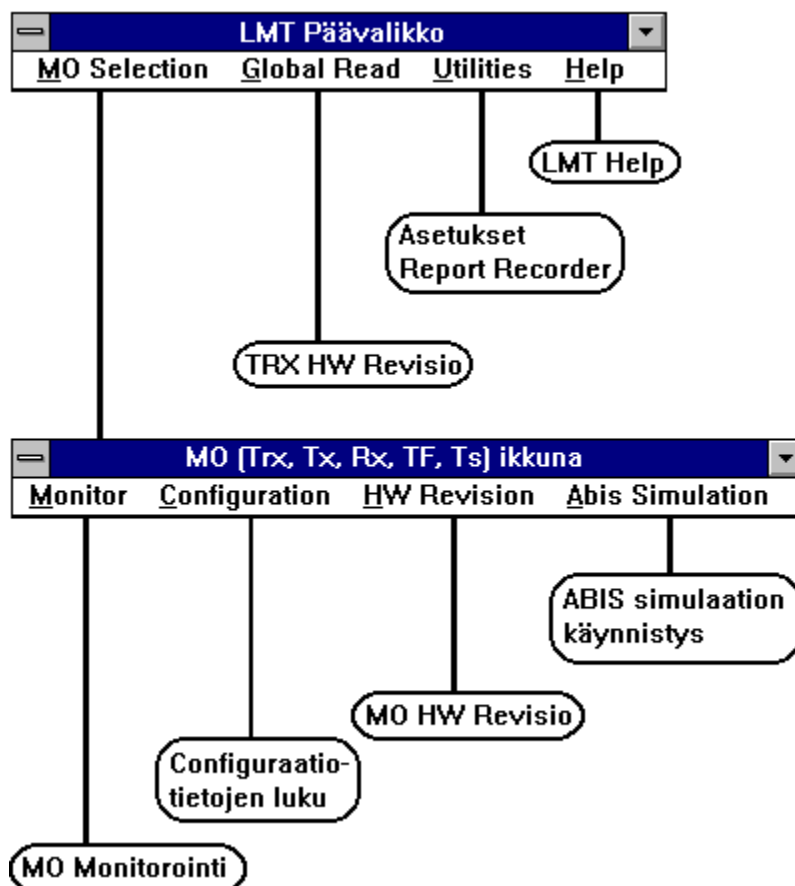 LMT Päävalikko
MO Selection Global Read Utilities Help
LMT Help
Asetukset
Report Recorder
TRX HW Revisio
MO (Trx, Tx, Rx, TF, Ts) ikkuna
Monitor Configuration HW Revision Abis Simulation
ABIS simulaation
käynnistys
MO HW Revisio
Configuraatio-
tietojen luku
MO Monitorointi